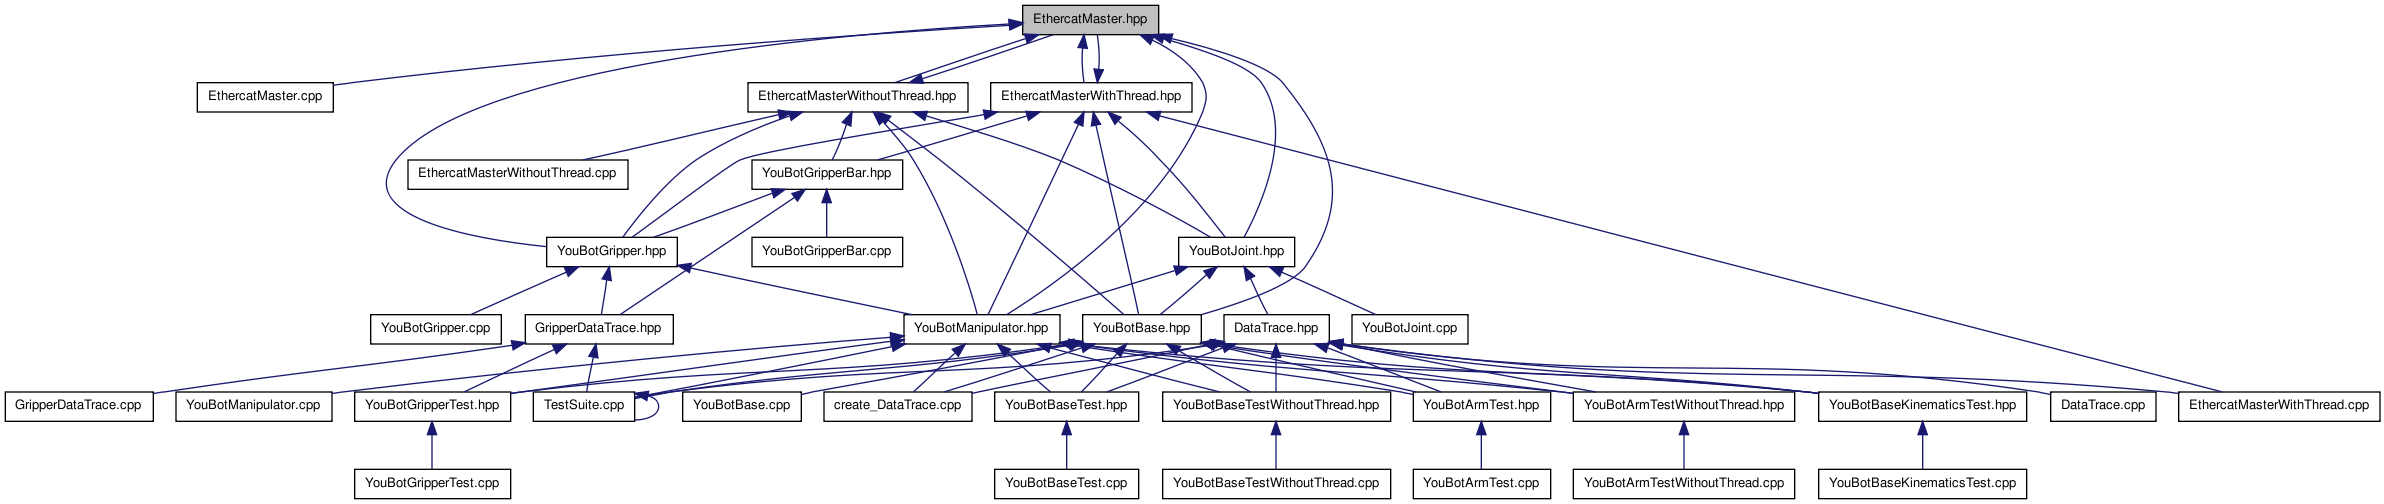 EthercatMaster.hpp
EthercatMaster.cpp
EthercatMasterWithoutThread.hpp
EthercatMasterWithThread.hpp
EthercatMasterWithoutThread.cpp
YouBotGripperBar.hpp
YouBotGripper.hpp
YouBotGripperBar.cpp
YouBotJoint.hpp
YouBotGripper.cpp
GripperDataTrace.hpp
YouBotManipulator.hpp
YouBotBase.hpp
DataTrace.hpp
YouBotJoint.cpp
GripperDataTrace.cpp
YouBotManipulator.cpp
YouBotGripperTest.hpp
TestSuite.cpp
YouBotBase.cpp
create_DataTrace.cpp
YouBotBaseTest.hpp
YouBotBaseTestWithoutThread.hpp
YouBotArmTest.hpp
YouBotArmTestWithoutThread.hpp
YouBotBaseKinematicsTest.hpp
DataTrace.cpp
EthercatMasterWithThread.cpp
YouBotGripperTest.cpp
YouBotBaseTest.cpp
YouBotBaseTestWithoutThread.cpp
YouBotArmTest.cpp
YouBotArmTestWithoutThread.cpp
YouBotBaseKinematicsTest.cpp